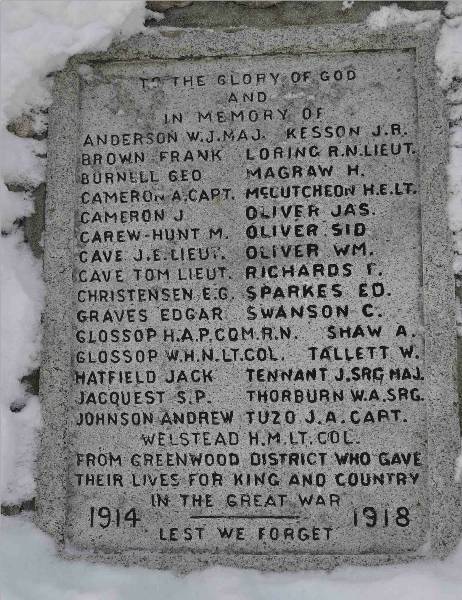 TO THE GLORY OF GOD
AND
IN MEMORY OF
ANDERSON W.J. MAJ. KESSON J.R.
BROWN FRANK LORING R.N. LIEUT.
BURNELL GEO MAGRAW H.
CAMERON A. CAPT. MCCUTCHEON H.E. LT.
CAMERON J OLIVER JAS.
CAREW-HUNT M. OLIVER SID
CAVE J.E. LIEUT. OLIVER WM.
CAVE TOM LIEUT. RICHARDS F.
CHRISTENSEN E.G. SPARKES ED.
GRAVES EDGAR SWANSON C.
GLOSSOP H.A.P. COM. R.N. SHAW A.
GLOSSOP W.H.N. LT. COL. TALLETT W.
HATFIELD JACK TENNANT J. SRG MAJ.
JACQUEST S.P. THORBURN W.A. SRG.
JOHNSON ANDREW TUZO J.A. CAPT.
WELSTEAD H.M. LT. COL.
FROM GREENWOOD DISTRICT WHO GAVE
THEIR LIVES FOR KING AND COUNTRY
IN THE GREAT WAR
1914 1918
LEST WE FORGET